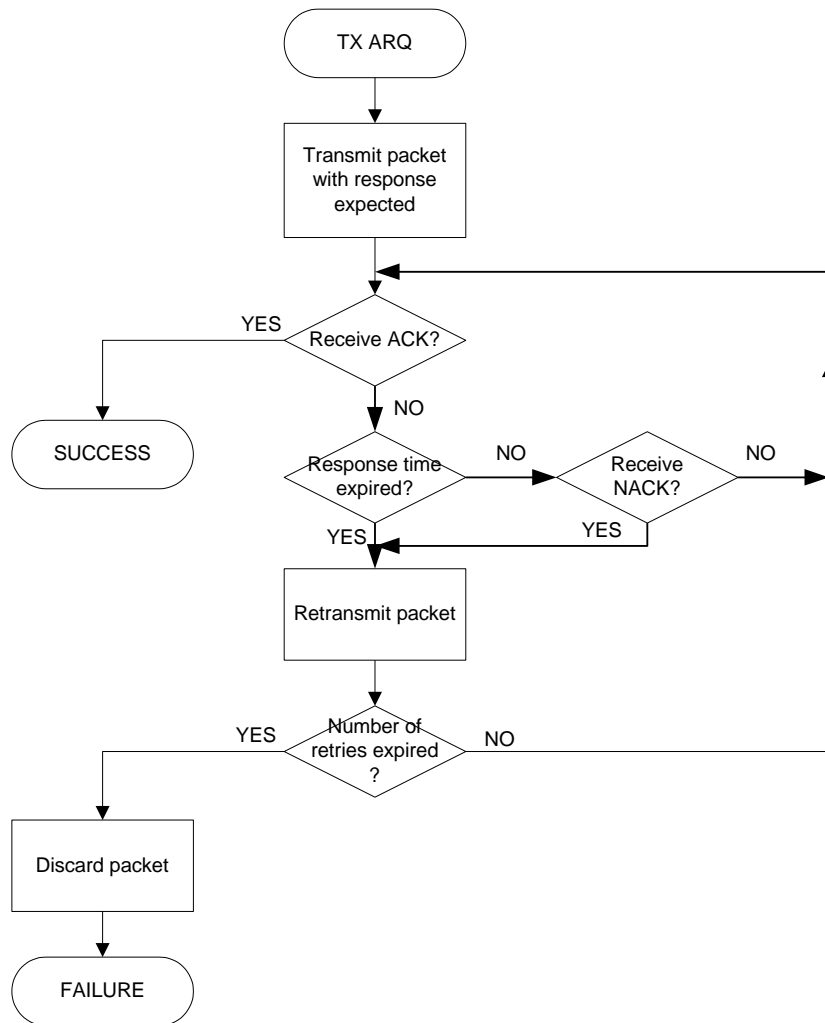 TX ARQ
Transmit packet
with response
expected
YES
Receive ACK?
NO
SUCCESS
Response time
expired?
NO
Receive
NACK?
NO
YES
YES
Retransmit packet
YES
Number of
retries expired
?
NO
Discard packet
FAILURE